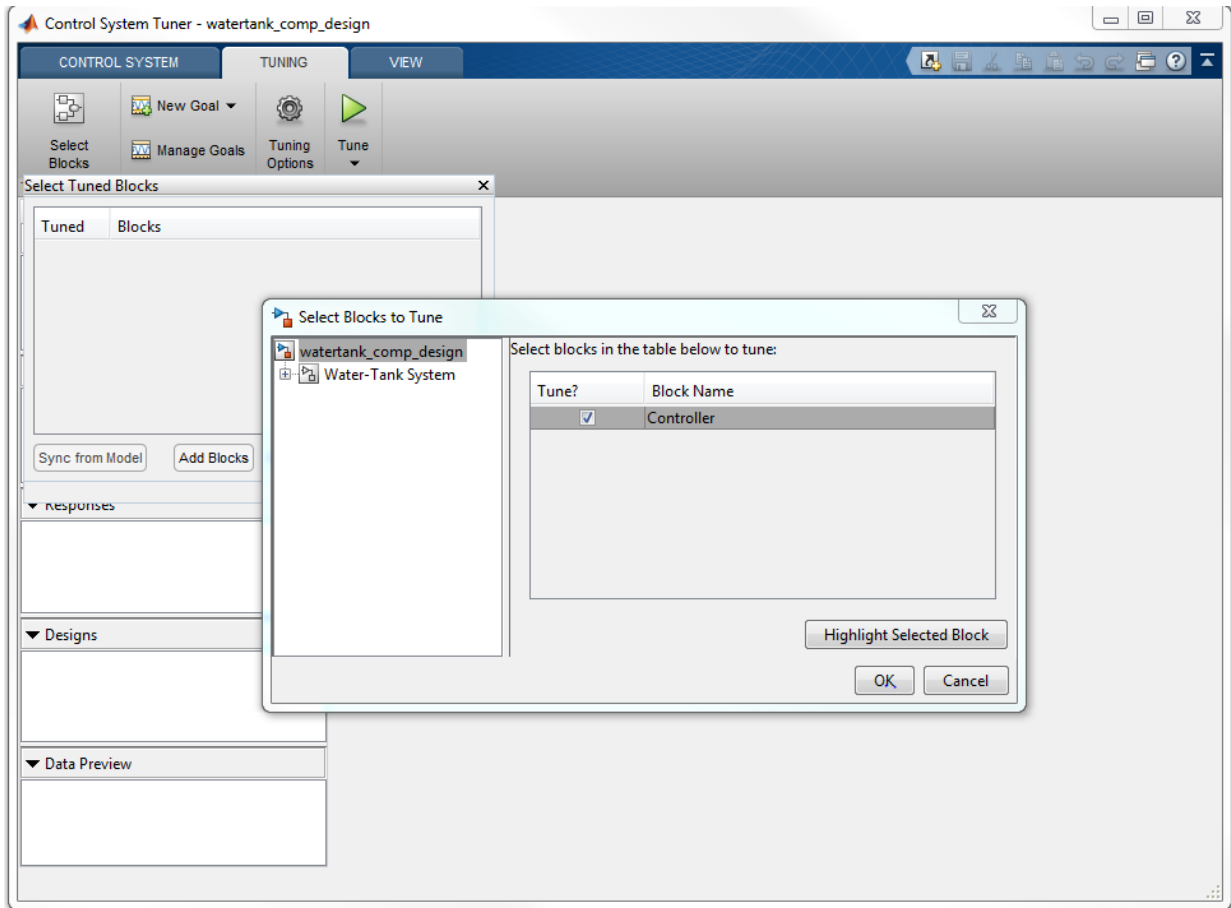 Control System Tuner - watertank_comp_design
CONTROL SYSTEM
TUNING
VIEW
Select
Blocks
New Goal
Manage Goals
Tuning
Options
Tune
Select Tuned Blocks
Tuned Blocks
Sync from Model
Add Blocks
Select Blocks to Tune
watertank_comp_design
Water-Tank System
Select blocks in the table below to tune:
Tune? Block Name
Controller
Highlight Selected Block
OK
Cancel
Responses
Designs
Data Preview